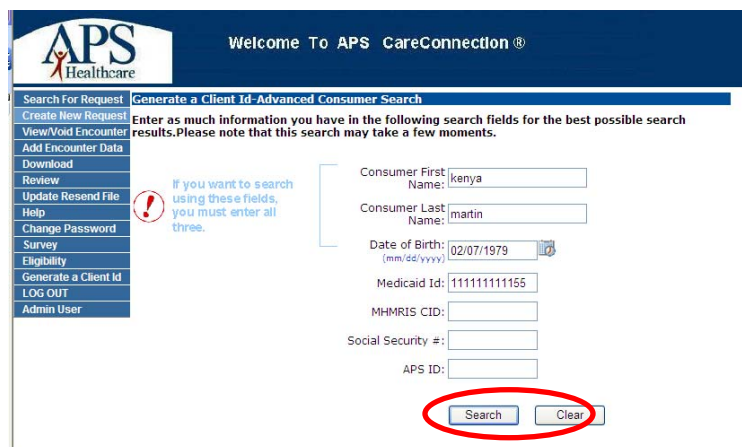 APS
Healthcare
Welcome To APS CareConnection ®
Search For Request
Create New Request
View/Void Encounter
Add Encounter Data
Download
Review
Update Resend File
Help
Change Password
Survey
Eligibility
Generate a Client Id
LOG OUT
Admin User
Generate a Client Id-Advanced Consumer Search
Enter as much information you have in the following search fields for the best possible search
results.Please note that this search may take a few moments.
If you want to search
using these fields,
you must enter all
three.
Consumer First
Name: kenya
Consumer Last
Name: martin
Date of Birth: 02/07/1979
(mm/dd/yyyy)
Medicaid Id: 111111111155
MHMRIS CID:
Social Security #:
APS ID:
Search Clear